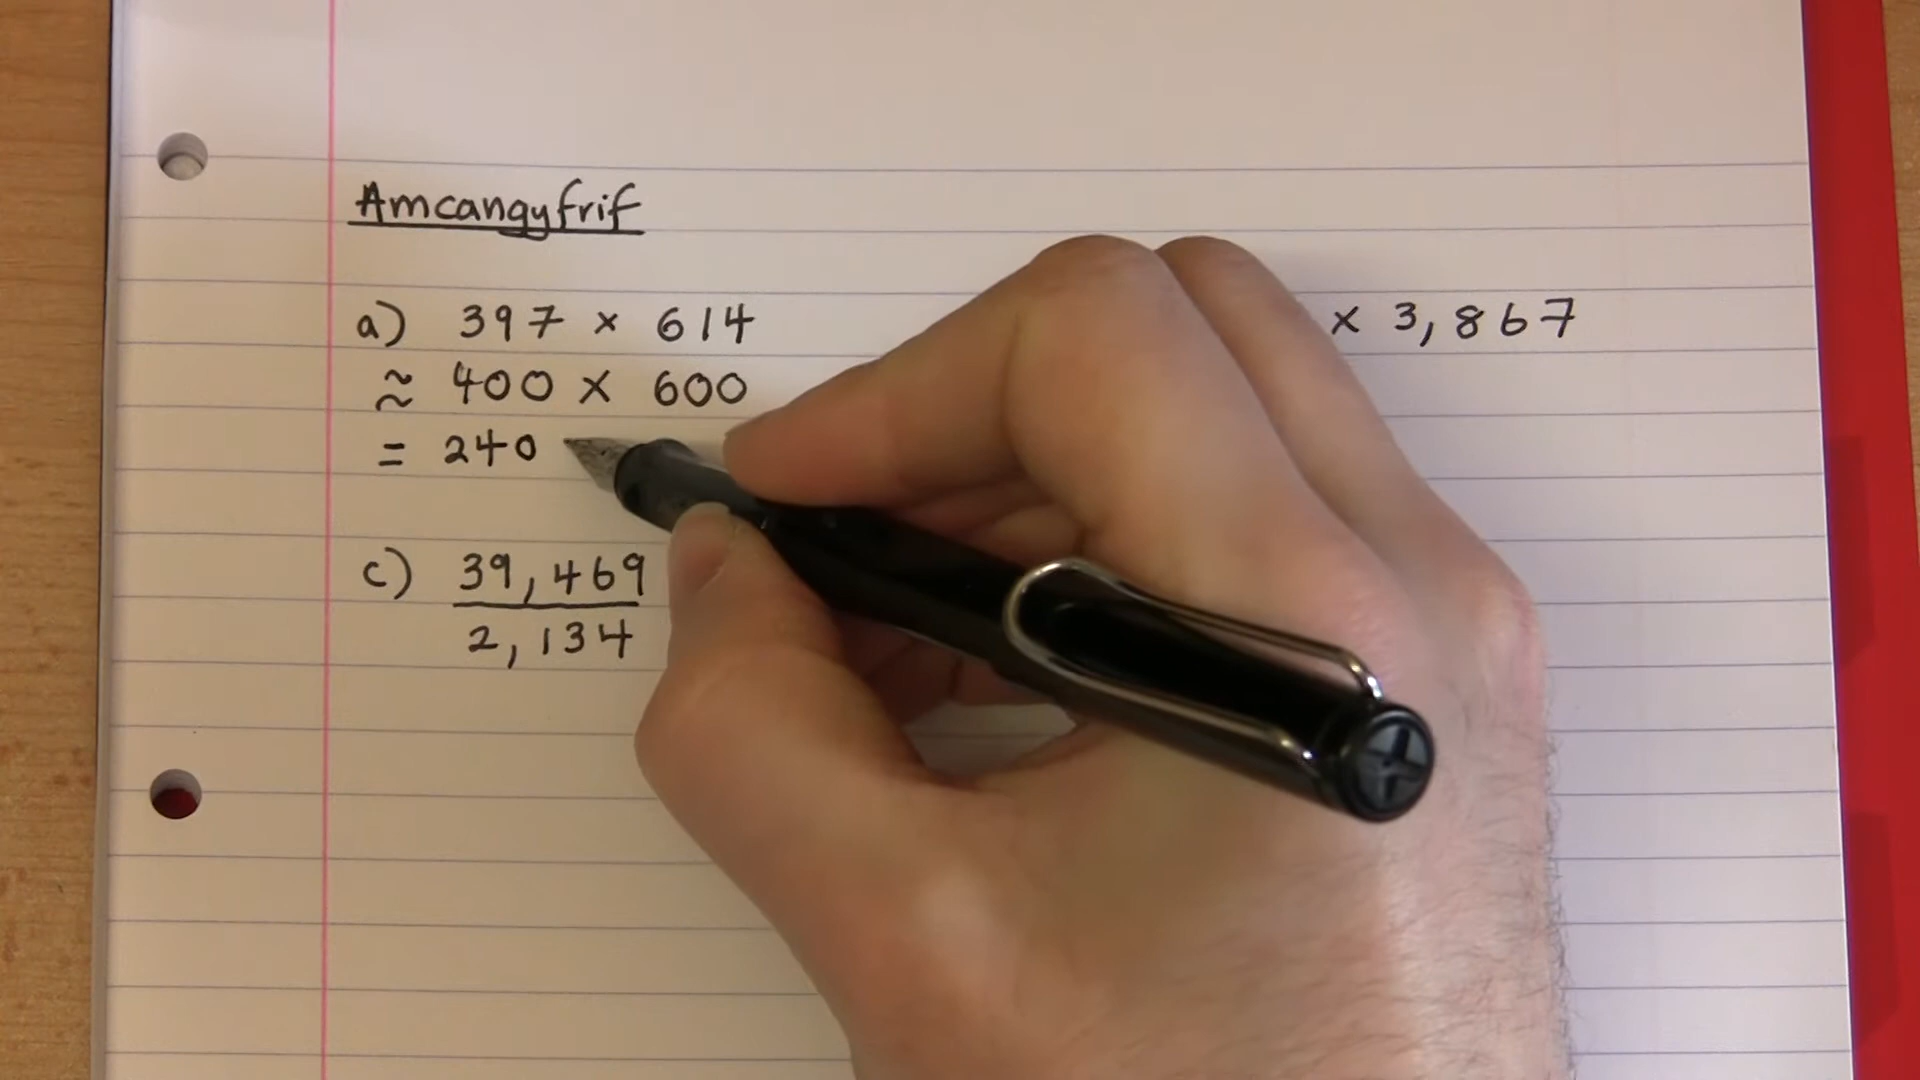 Amcangyfrif
a) 397 × 614
× 3,867
≈ 400 × 600
= 240
c) 39,469
2,134